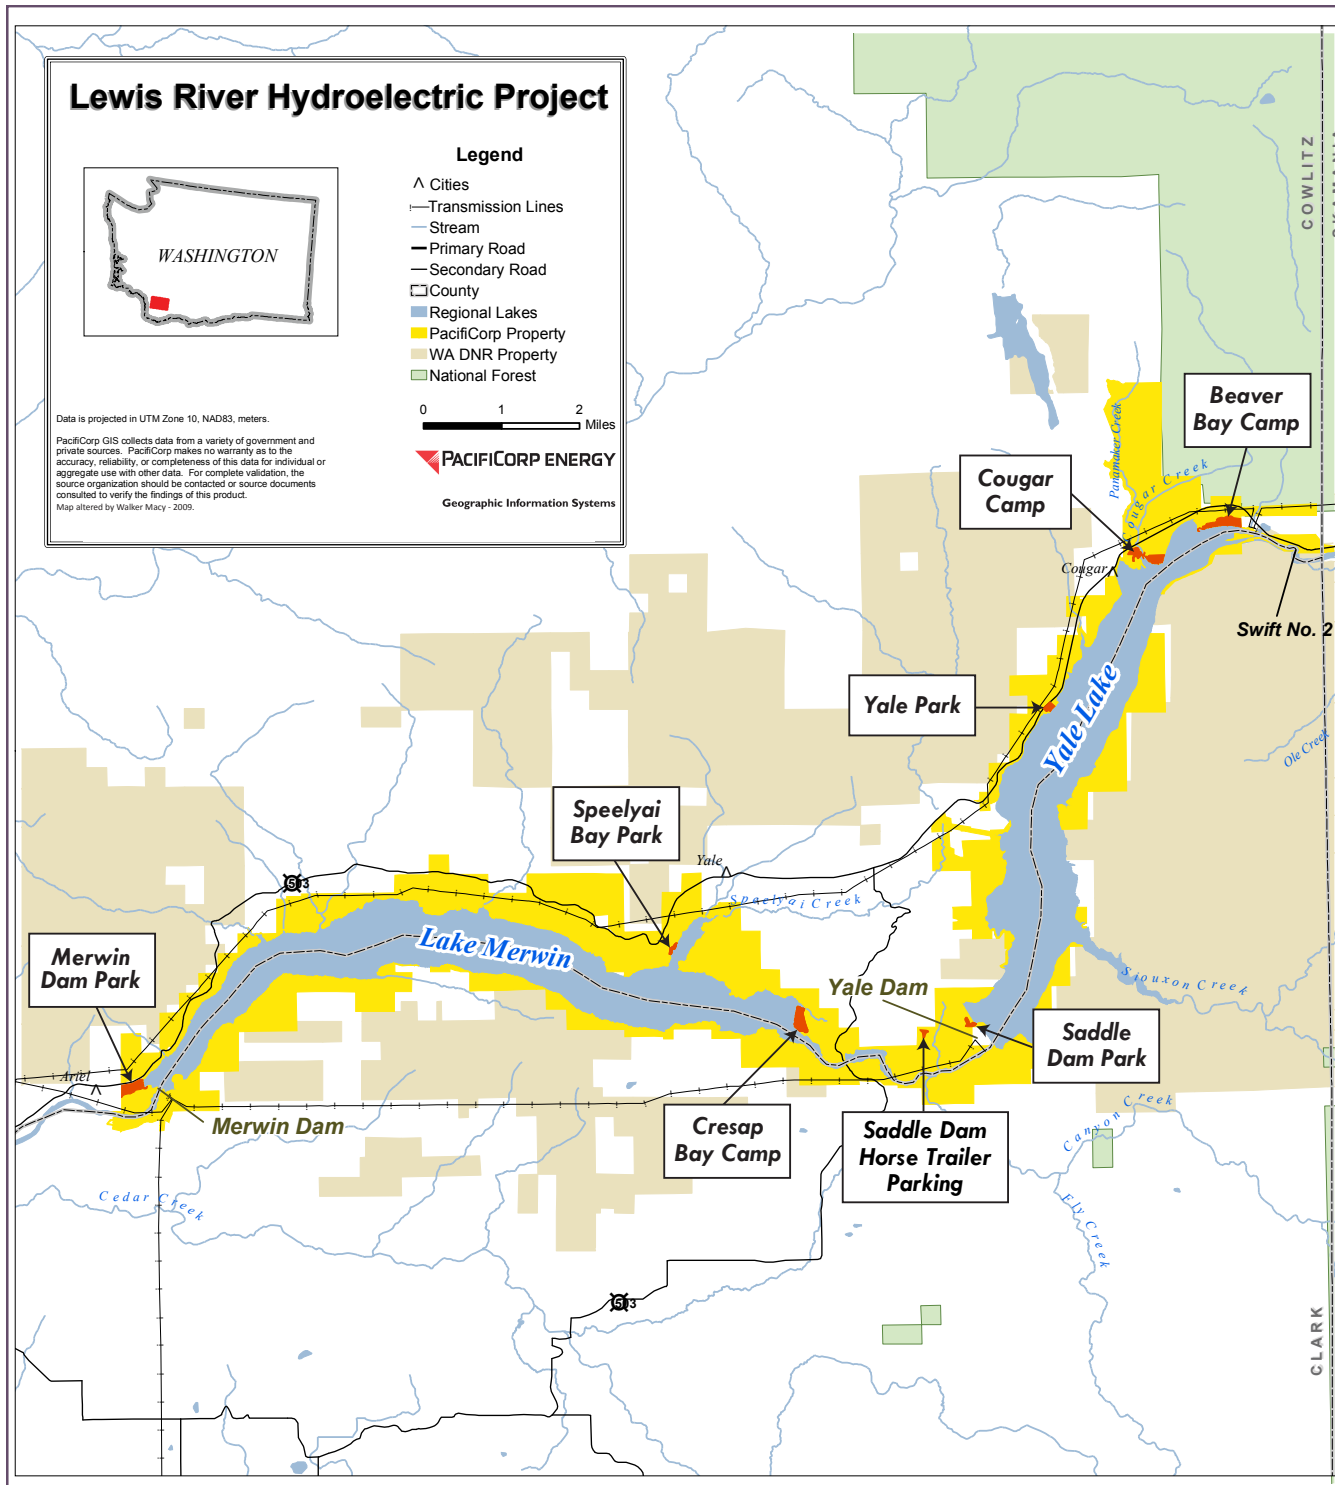 Lewis River Hydroelectric Project
WASHINGTON
Legend
Cities
Transmission Lines
Stream
Primary Road
Secondary Road
County
Regional Lakes
PacifiCorp Property
WA DNR Property
National Forest
0 1 2
Miles
PACIFICORP ENERGY
Geographic Information Systems
Data is projected in UTM Zone 10, NAD83, meters.
PacifiCorp GIS collects data from a variety of government and
private sources. PacifiCorp makes no warranty as to the
accuracy, reliability, or completeness of this data for individual or
aggregate use with other data. For complete validation, the
source organization should be contacted or source documents
consulted to verify the findings of this product.
Map altered by Walker Macy - 2009.
COWLITZ
Beaver
Bay Camp
Panamaker Creek
Cougar Creek
Cougar
Camp
Cougar
Swift No. 2
Yale Park
Yale Lake
Ole Creek
Speelyai
Bay Park
Yale
Spaelyai Creek
503
Lake Merwin
Merwin
Dam Park
Siouxon Creek
Yale Dam
Saddle
Dam Park
Ariel
Merwin Dam
Cresap
Bay Camp
Saddle Dam
Horse Trailer
Parking
Canyon Creek
Cedar Creek
Fly Creek
503
CLARK